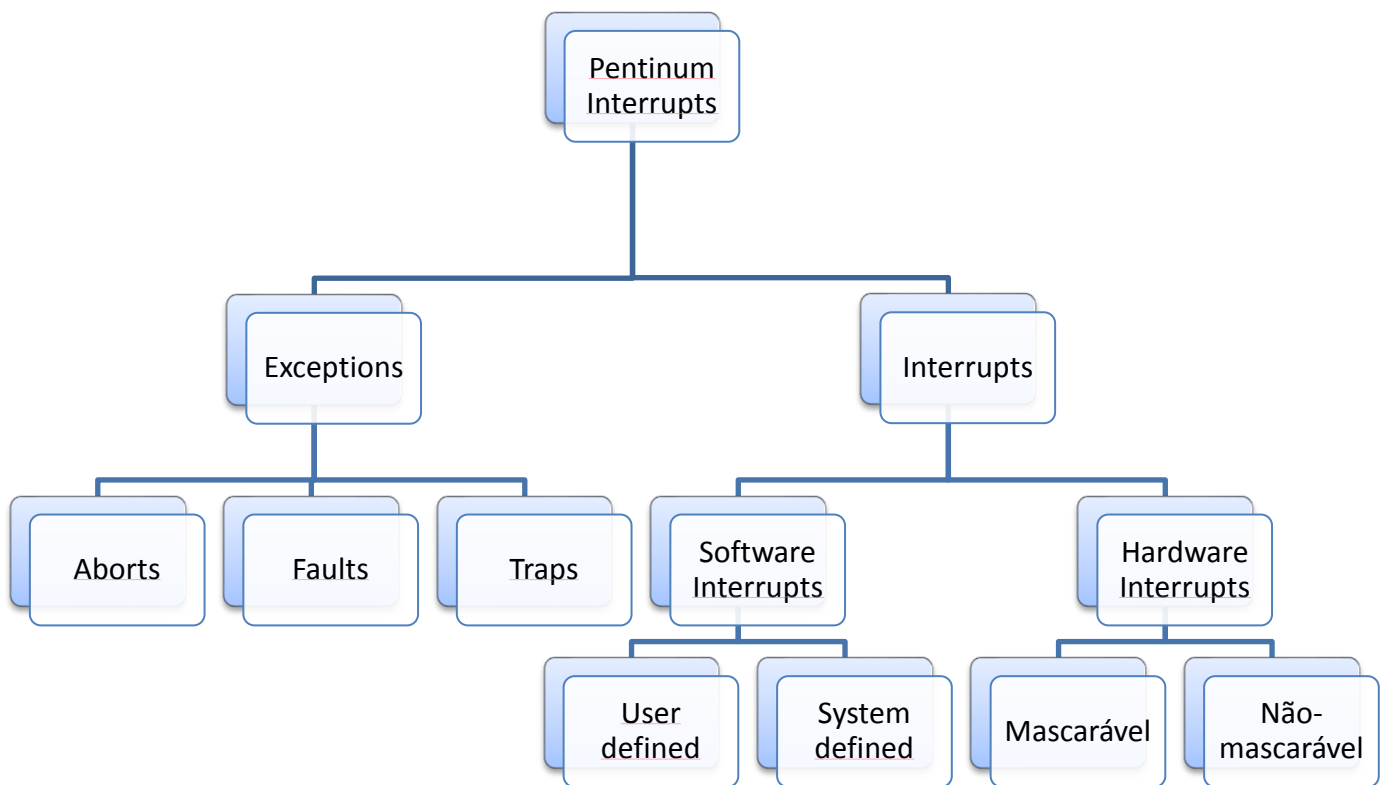 Pentinum
Interrupts
Exceptions
Interrupts
Aborts
Faults
Traps
Software
Interrupts
Hardware
Interrupts
User
defined
System
defined
Mascarável
Não-
mascarável